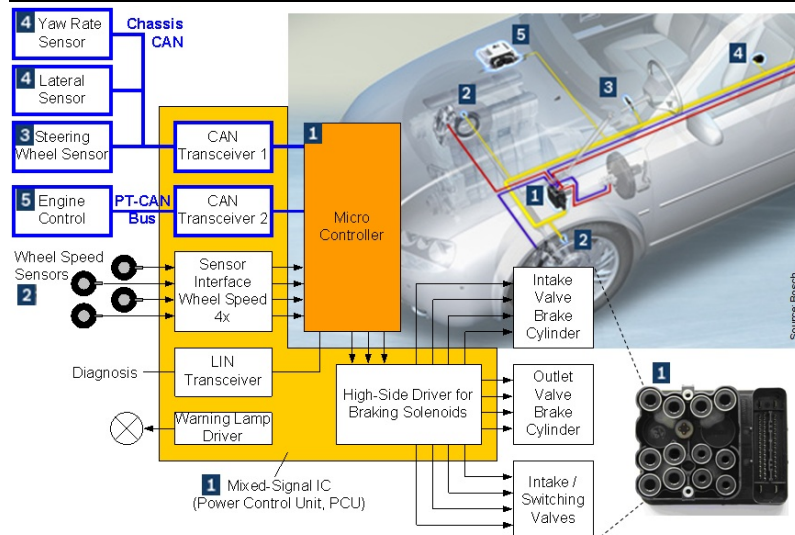 4 Yaw Rate
Sensor
Chassis
CAN
4 Lateral
Sensor
3 Steering
Wheel Sensor
CAN
Transceiver 1
1
Micro
Controller
5 Engine
Control
PT-CAN
Bus
CAN
Transceiver 2
Wheel Speed
Sensors
2
Sensor
Interface
Wheel Speed
4x
Diagnosis
LIN
Transceiver
Warning Lamp
Driver
High-Side Driver for
Braking Solenoids
1 Mixed-Signal IC
(Power Control Unit, PCU)
Intake
Valve
Brake
Cylinder
Outlet
Valve
Brake
Cylinder
Intake /
Switching
Valves
5
2
3
4
1
2
Source: Bosch
1